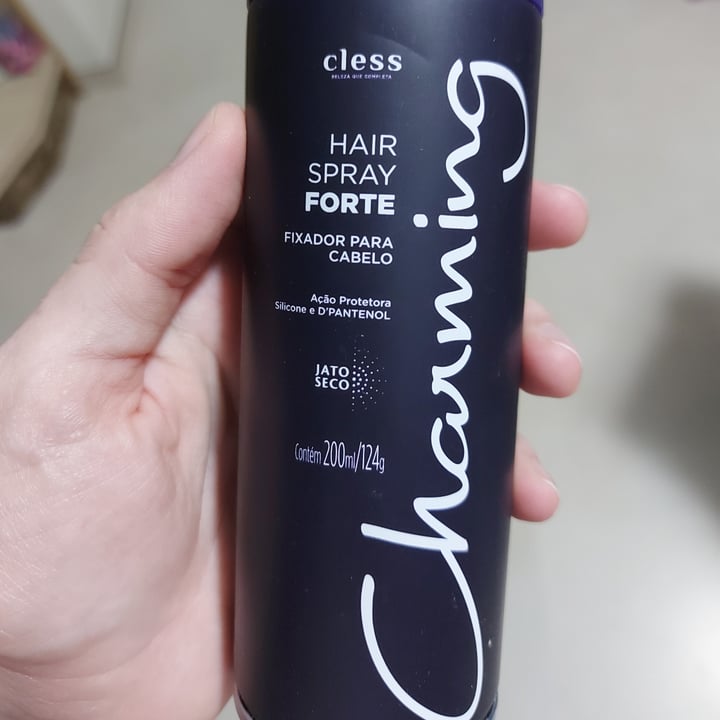 cless
BELEZA QUE COMPLETA
HAIR
SPRAY
FORTE
FIXADOR PARA
CABELO
Ação Protetora
Silicone e D'PANTENOL
JATO
SECO
Contém 200ml/124g
Charming